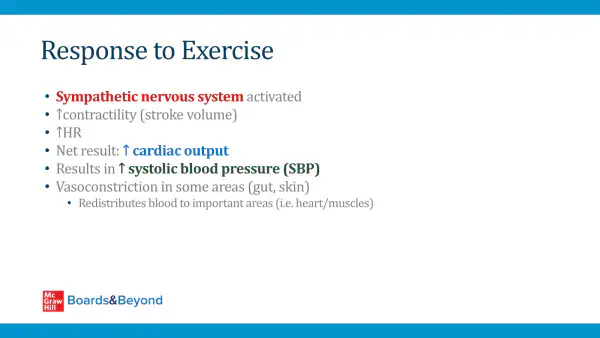 Response to Exercise
• Sympathetic nervous system activated
• ↑contractility (stroke volume)
• ↑HR
• Net result: ↑ cardiac output
• Results in ↑ systolic blood pressure (SBP)
• Vasoconstriction in some areas (gut, skin)
• Redistributes blood to important areas (i.e. heart/muscles)
Mc
Graw
Hill
Boards&Beyond